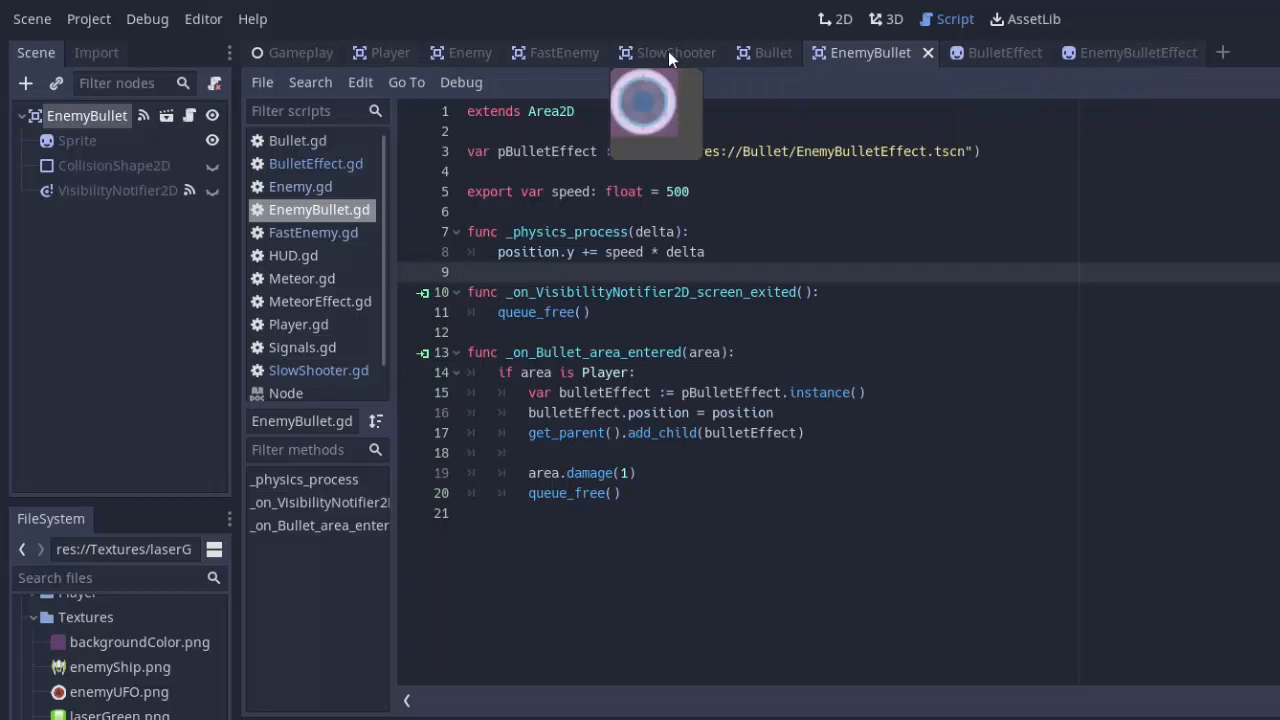 Scene Project Debug Editor Help 2D 3D Script AssetLib
Scene Import Gameplay Player Enemy FastEnemy SlowShooter Bullet EnemyBullet BulletEffect EnemyBulletEffect
Filter nodes File Search Edit Go To Debug
EnemyBullet
Sprite
CollisionShape2D
VisibilityNotifier2D
Filter scripts
Bullet.gd
BulletEffect.gd
Enemy.gd
EnemyBullet.gd
FastEnemy.gd
HUD.gd
Meteor.gd
MeteorEffect.gd
Player.gd
Signals.gd
SlowShooter.gd
Node
EnemyBullet.gd
Filter methods
_physics_process
_on_VisibilityNotifier2
_on_Bullet_area_enter
1 extends Area2D
2
3 var pBulletEffect : es://Bullet/EnemyBulletEffect.tscn")
4
5 export var speed: float = 500
6
7 func _physics_process(delta):
8 position.y += speed * delta
9
10 func _on_VisibilityNotifier2D_screen_exited():
11 queue_free()
12
13 func _on_Bullet_area_entered(area):
14 if area is Player:
15 var bulletEffect := pBulletEffect.instance()
16 bulletEffect.position = position
17 get_parent().add_child(bulletEffect)
18
19 area.damage(1)
20 queue_free()
21
FileSystem
res://Textures/laserG
Search files
Player
Textures
backgroundColor.png
enemyShip.png
enemyUFO.png
laserGreen.png